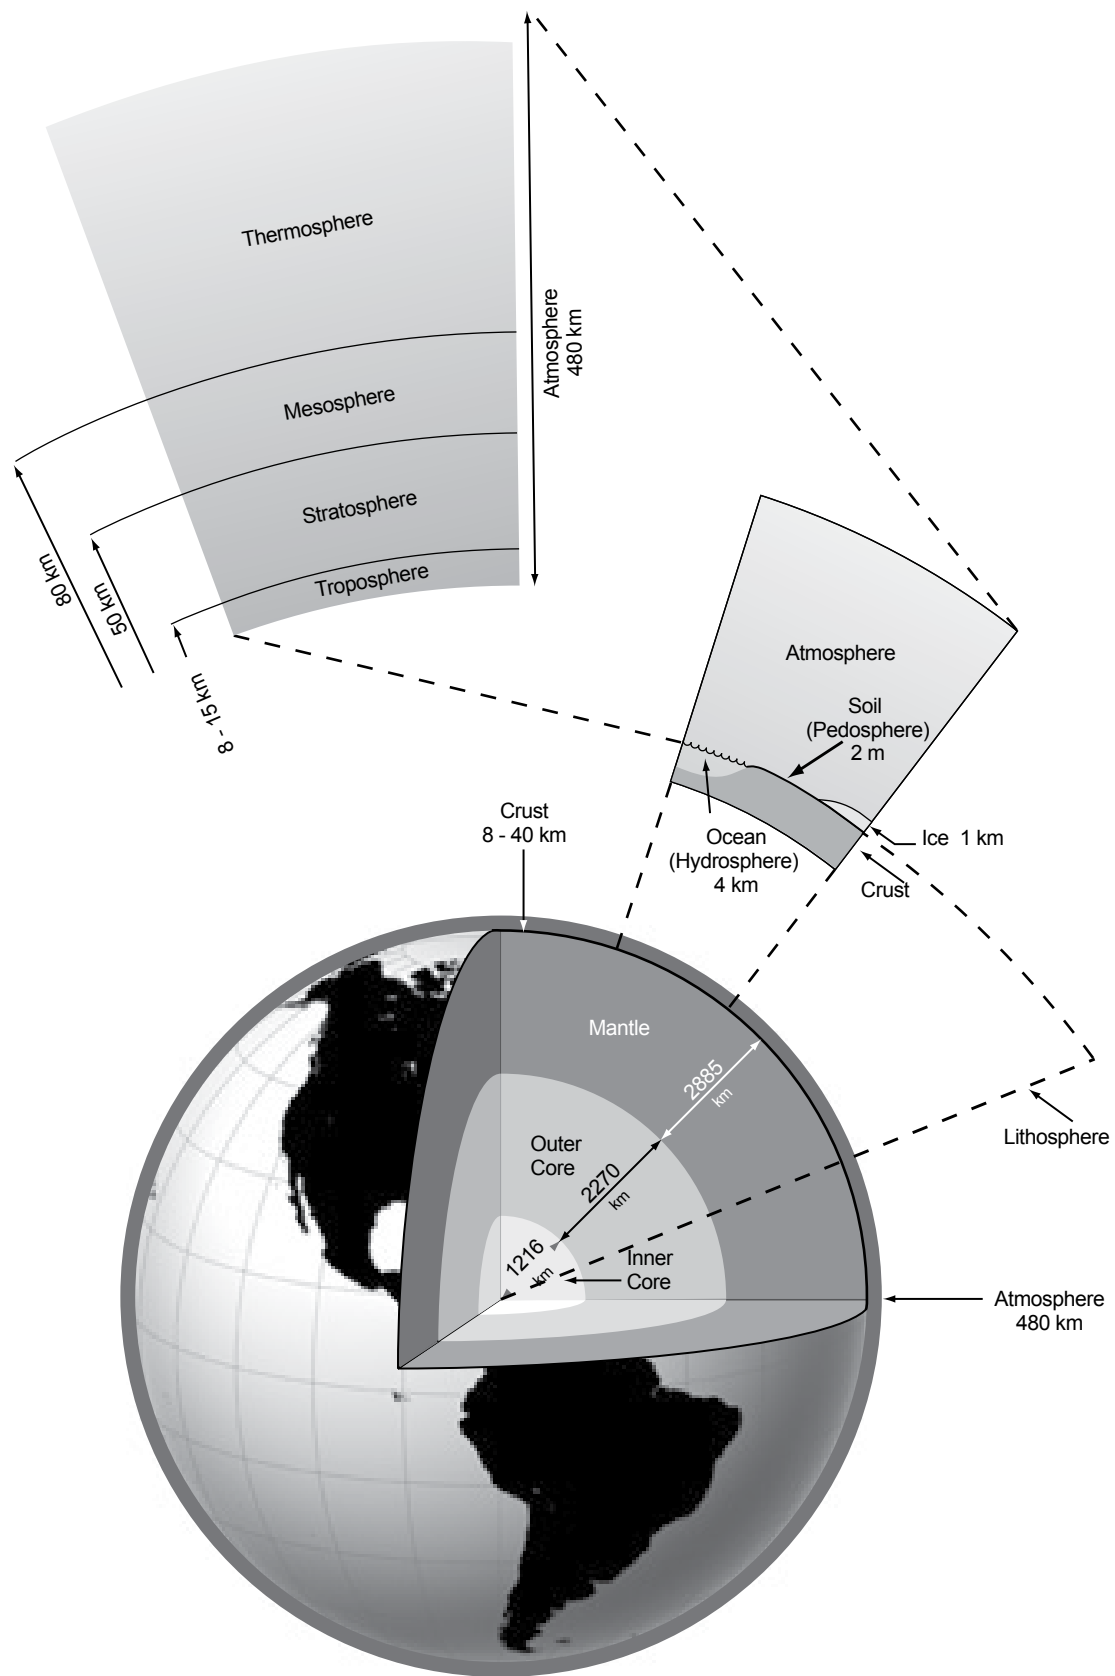 Thermosphere
Atmosphere
480 km
Mesosphere
Stratosphere
Troposphere
80 km
50 km
8 - 15 km
Atmosphere
Soil
(Pedosphere)
2 m
Ocean
(Hydrosphere)
4 km
Ice 1 km
Crust
Crust
8 - 40 km
Mantle
2885
km
Outer
Core
2270
km
1216
km
Inner
Core
Lithosphere
Atmosphere
480 km